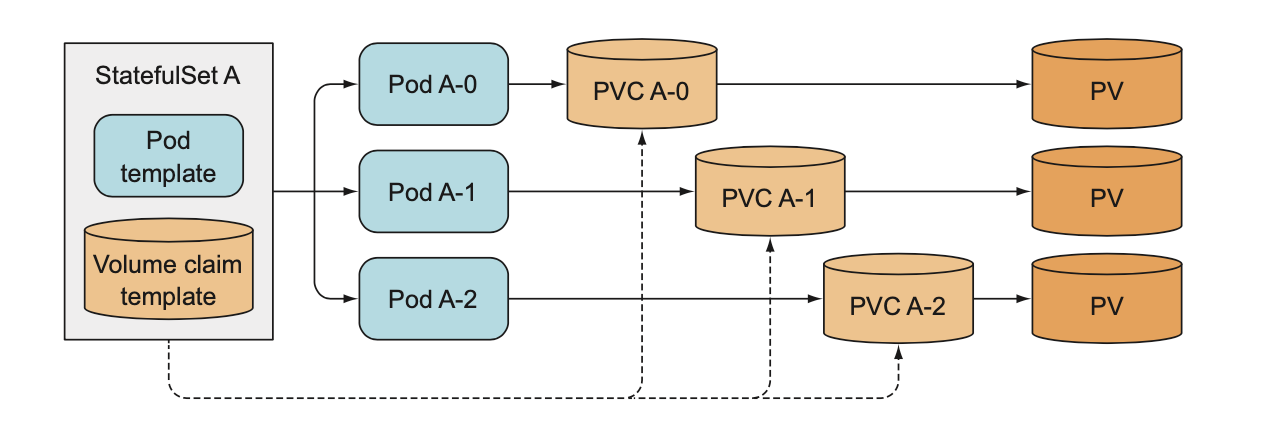 StatefulSet A
Pod
template
Volume claim
template
Pod A-0
PVC A-0
PV
Pod A-1
PVC A-1
PV
Pod A-2
PVC A-2
PV